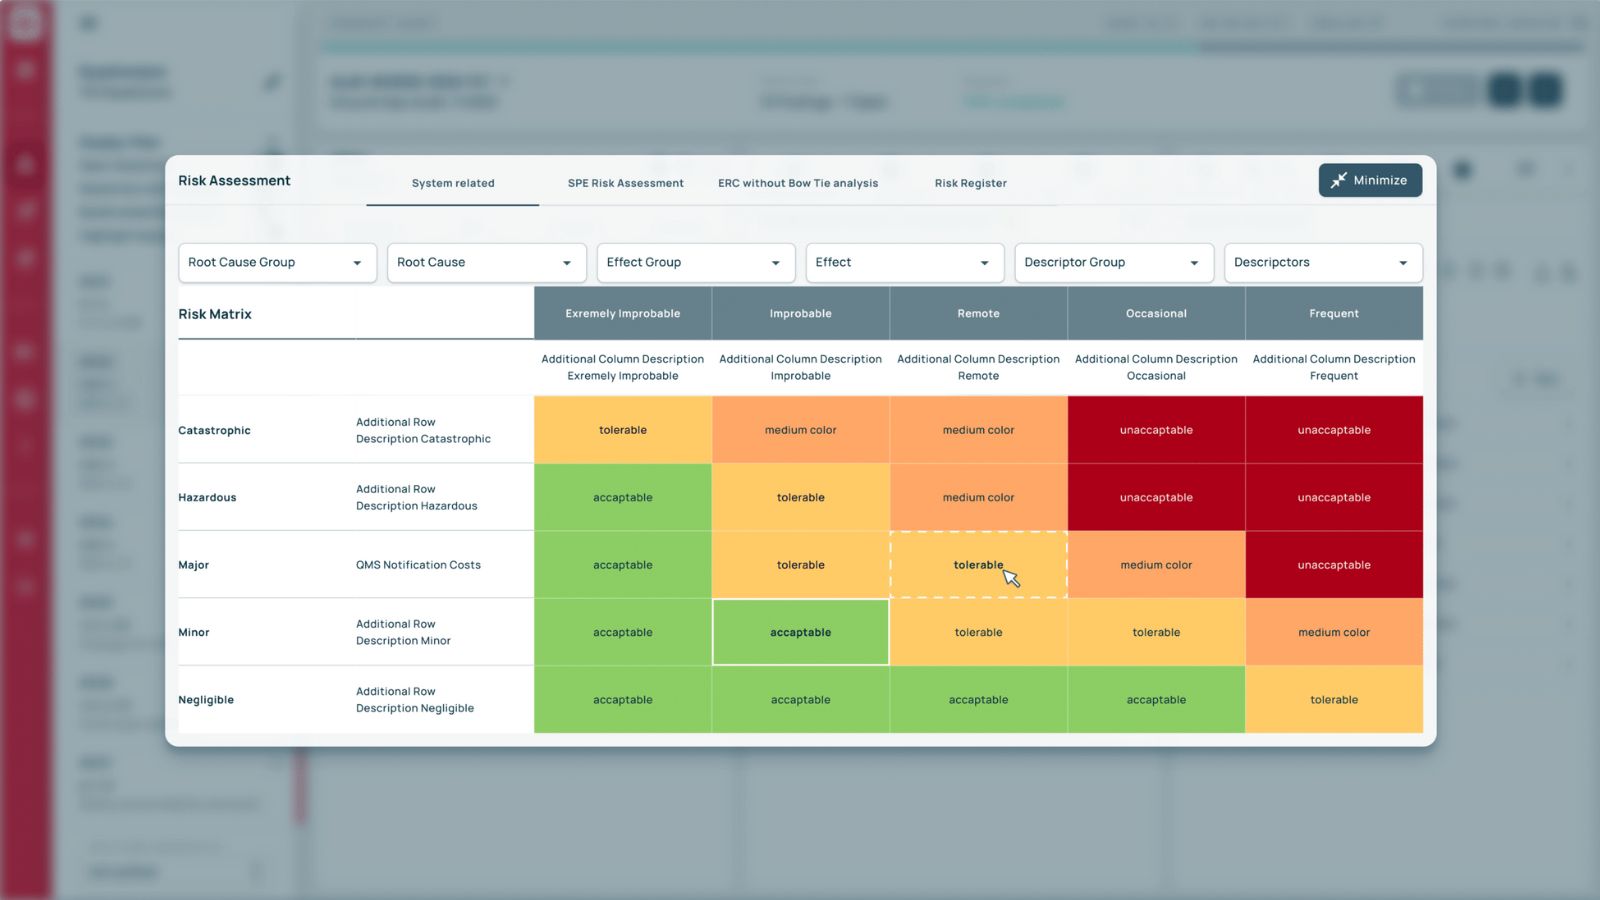 Risk Assessment
System related
SPE Risk Assessment
ERC without Bow Tie analysis
Risk Register
Minimize
Root Cause Group
Root Cause
Effect Group
Effect
Descriptor Group
Descripctors
Risk Matrix
Exremely Improbable
Improbable
Remote
Occasional
Frequent
Additional Column Description
Exremely Improbable
Additional Column Description
Improbable
Additional Column Description
Remote
Additional Column Description
Occasional
Additional Column Description
Frequent
Catastrophic
Additional Row
Description Catastrophic
tolerable
medium color
medium color
unaccaptable
unaccaptable
Hazardous
Additional Row
Description Hazardous
accaptable
tolerable
medium color
unaccaptable
unaccaptable
Major
QMS Notification Costs
accaptable
tolerable
tolerable
medium color
unaccaptable
Minor
Additional Row
Description Minor
accaptable
accaptable
tolerable
tolerable
medium color
Negligible
Additional Row
Description Negligible
accaptable
accaptable
accaptable
accaptable
tolerable